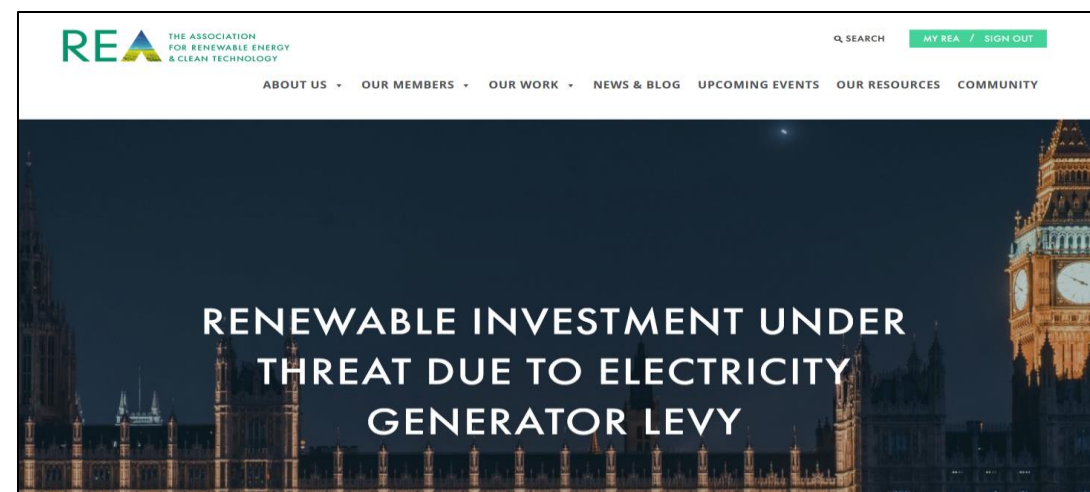 REA
THE ASSOCIATION
FOR RENEWABLE ENERGY
& CLEAN TECHNOLOGY
SEARCH
MY REA / SIGN OUT
ABOUT US OUR MEMBERS OUR WORK NEWS & BLOG UPCOMING EVENTS OUR RESOURCES COMMUNITY
RENEWABLE INVESTMENT UNDER
THREAT DUE TO ELECTRICITY
GENERATOR LEVY